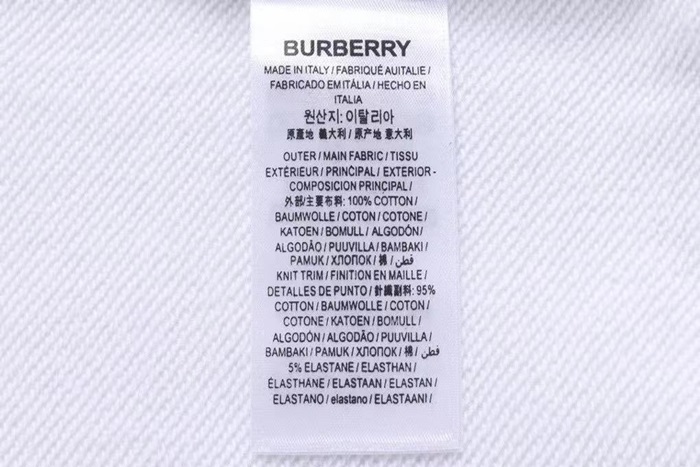 BURBERRY
MADE IN ITALY / FABRIQUÉ AUITALIE /
FABRICADO EM ITÁLIA / HECHO EN
ITALIA
원산지: 이탈리아
原產地 義大利 / 原产地 意大利
OUTER / MAIN FABRIC / TISSU
EXTÉRIEUR / PRINCIPAL / EXTERIOR -
COMPOSICION PRINCIPAL /
外部/主要布料: 100% COTTON /
BAUMWOLLE / COTON / COTONE /
KATOEN / BOMULL / ALGODÓN /
ALGODÃO / PUUVILLA / BAMBAKI /
PAMUK / ХЛОПОК / 棉 / قطن /
KNIT TRIM / FINITION EN MAILLE /
DETALLES DE PUNTO / 針織副料: 95%
COTTON / BAUMWOLLE / COTON /
COTONE / KATOEN / BOMULL /
ALGODÓN / ALGODÃO / PUUVILLA /
BAMBAKI / PAMUK / ХЛОПОК / 棉 / قطن /
5% ELASTANE / ELASTHAN /
ÉLASTHANE / ELASTAAN / ELASTAN /
ELASTANO / elastano / ELASTAANI /